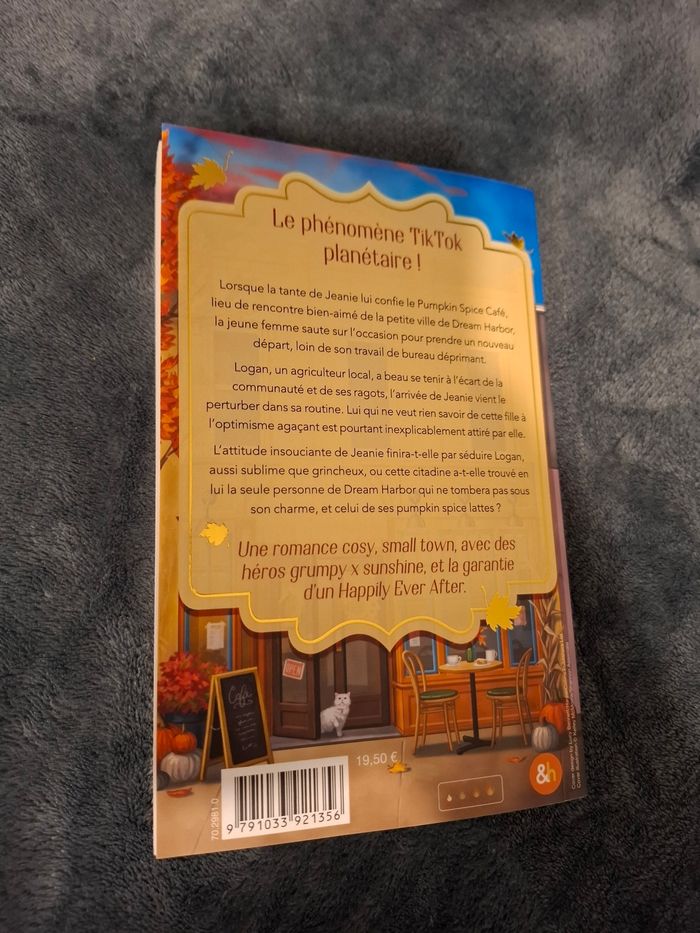 Le phénomène TikTok
planétaire !
Lorsque la tante de Jeanie lui confie le Pumpkin Spice Café,
lieu de rencontre bien-aimé de la petite ville de Dream Harbor,
la jeune femme saute sur l'occasion pour prendre un nouveau
départ, loin de son travail de bureau déprimant.
Logan, un agriculteur local, a beau se tenir à l'écart de la
communauté et de ses ragots, l'arrivée de Jeanie vient le
perturber dans sa routine. Lui qui ne veut rien savoir de cette fille à
l'optimisme agaçant est pourtant inexplicablement attiré par elle.
L'attitude insouciante de Jeanie finira-t-elle par séduire Logan,
aussi sublime que grincheux, ou cette citadine a-t-elle trouvé en
lui la seule personne de Dream Harbor qui ne tombera pas sous
son charme, et celui de ses pumpkin spice lattes ?
Une romance cosy, small town, avec des
héros grumpy x sunshine, et la garantie
d'un Happily Ever After.
Café
19,50 €
&h
70.2981.0
9 791033 921356